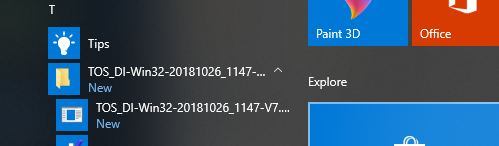 T
Tips
TOS_DI-Win32-20181026_1147-...
New
TOS_DI-Win32-20181026_1147-V7....
New
Paint 3D
Office
Explore